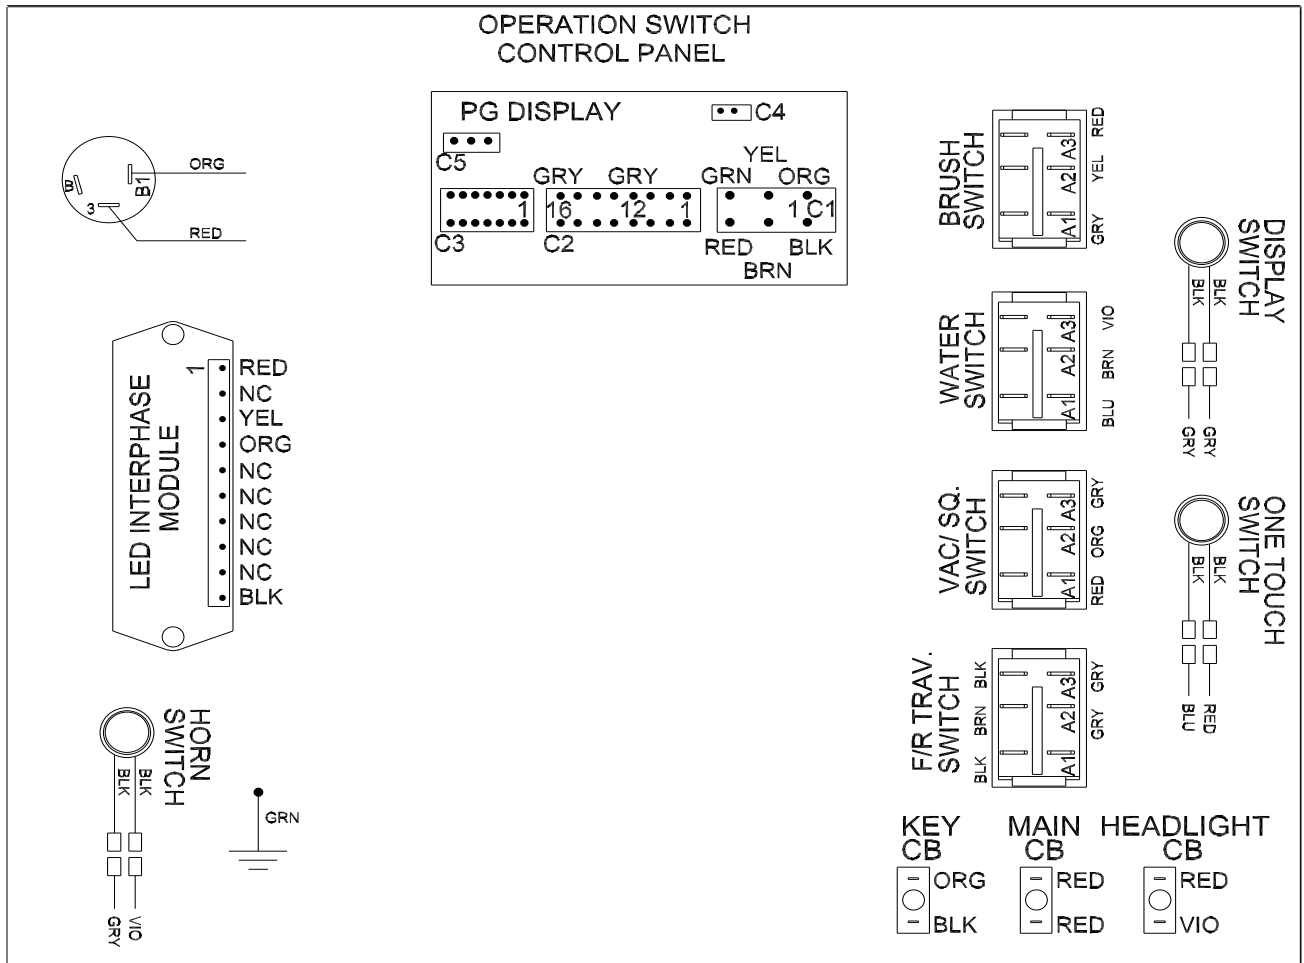 OPERATION SWITCH
CONTROL PANEL
PG DISPLAY
C4
C5
YEL
GRY GRY GRN ORG
1 16 12 1 1 C1
C3 C2 RED BLK
BRN
ORG
B B1
3
RED
LED INTERPHASE
MODULE
1 RED
NC
YEL
ORG
NC
NC
NC
NC
NC
BLK
HORN
SWITCH
BLK BLK
GRY VIO
GRN
BRUSH
SWITCH
A3 RED
A2 YEL
A1 GRY
WATER
SWITCH
A3 VIO
A2 BRN
A1 BLU
VAC/ SQ.
SWITCH
A3 GRY
A2 ORG
A1 RED
F/R TRAV.
SWITCH
BLK A3 GRY
BRN A2 GRY
BLK A1
DISPLAY
SWITCH
BLK BLK
GRY GRY
ONE TOUCH
SWITCH
BLK BLK
BLU RED
KEY
CB
ORG
BLK
MAIN
CB
RED
RED
HEADLIGHT
CB
RED
VIO